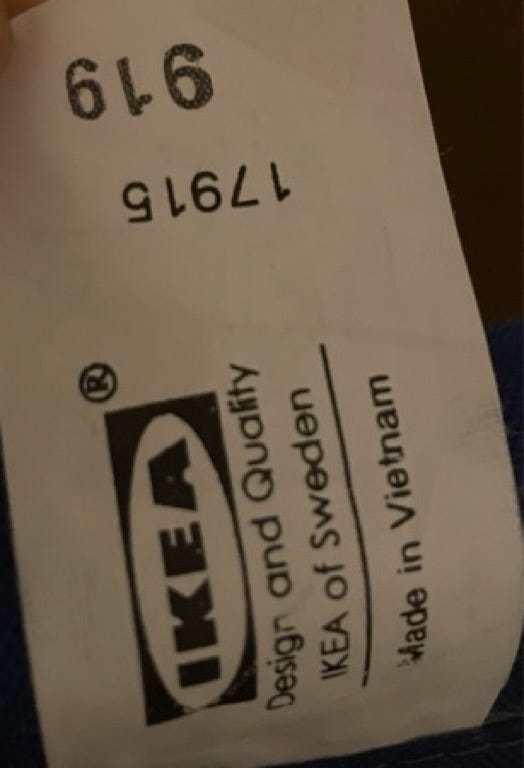 919
17915
IKEA®
Design and Quality
IKEA of Sweden
Made in Vietnam